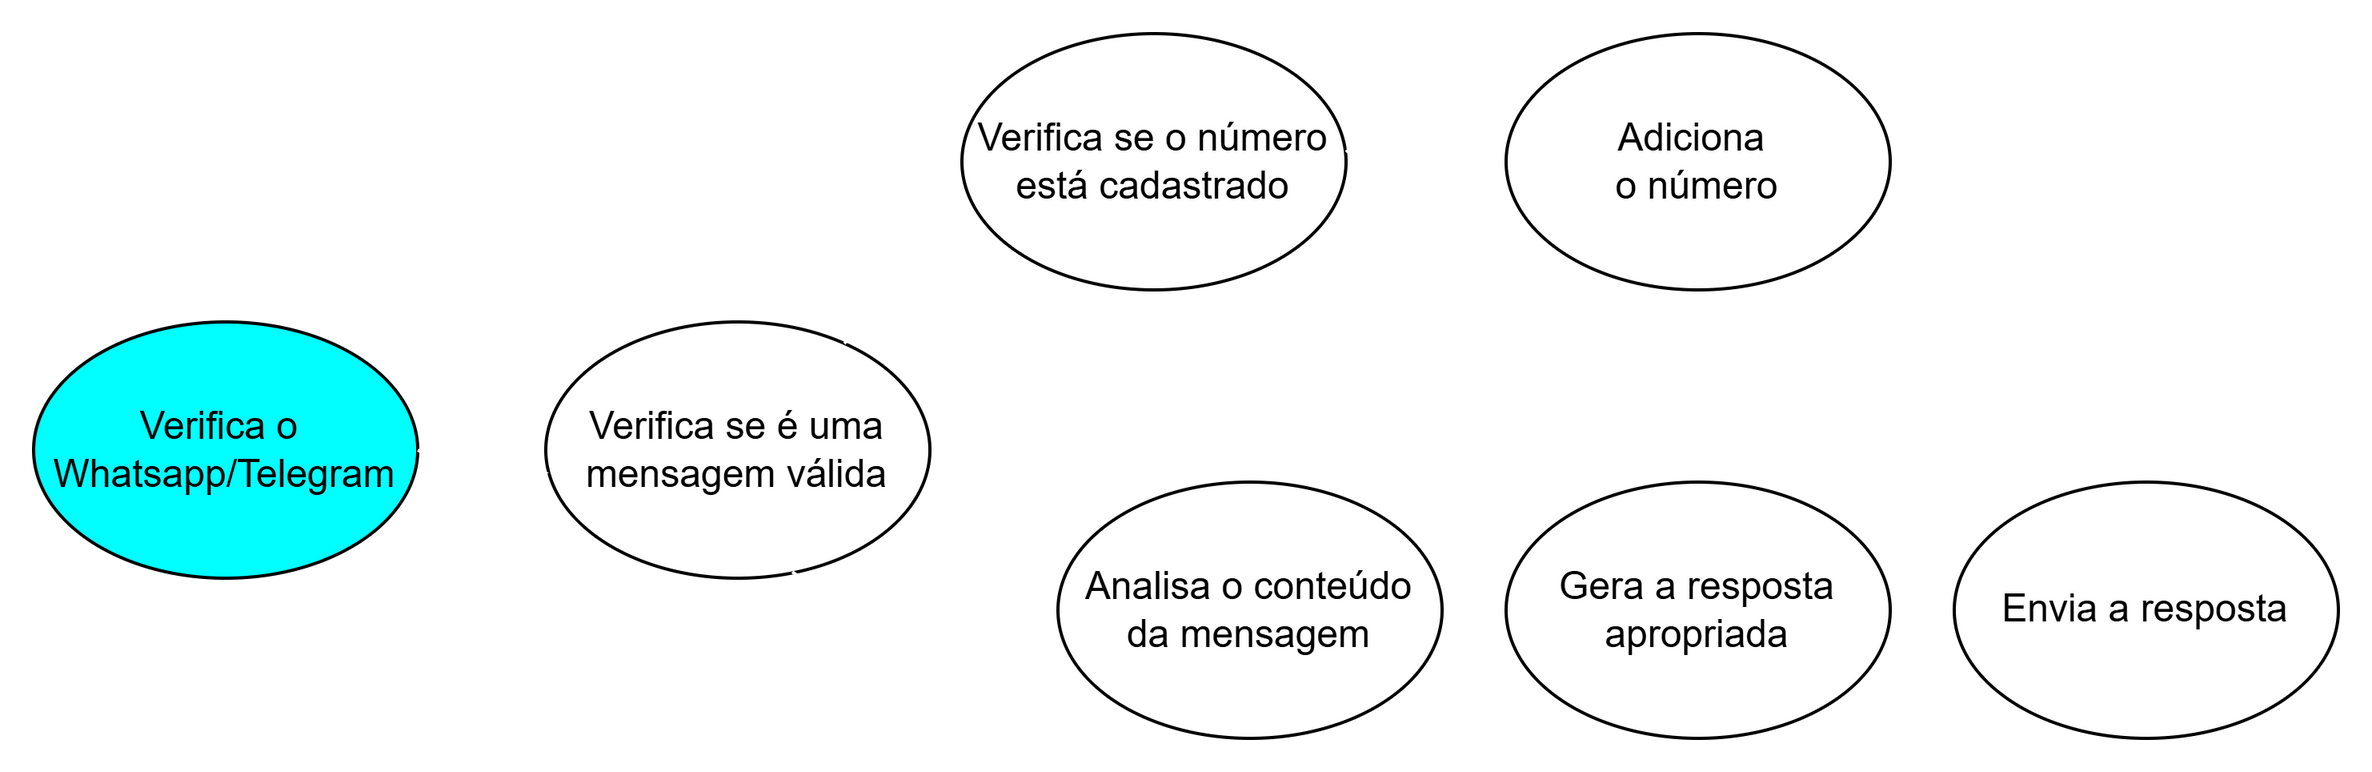 Verifica se o número
está cadastrado
Adiciona
o número
Verifica o
Whatsapp/Telegram
Verifica se é uma
mensagem válida
Analisa o conteúdo
da mensagem
Gera a resposta
apropriada
Envia a resposta